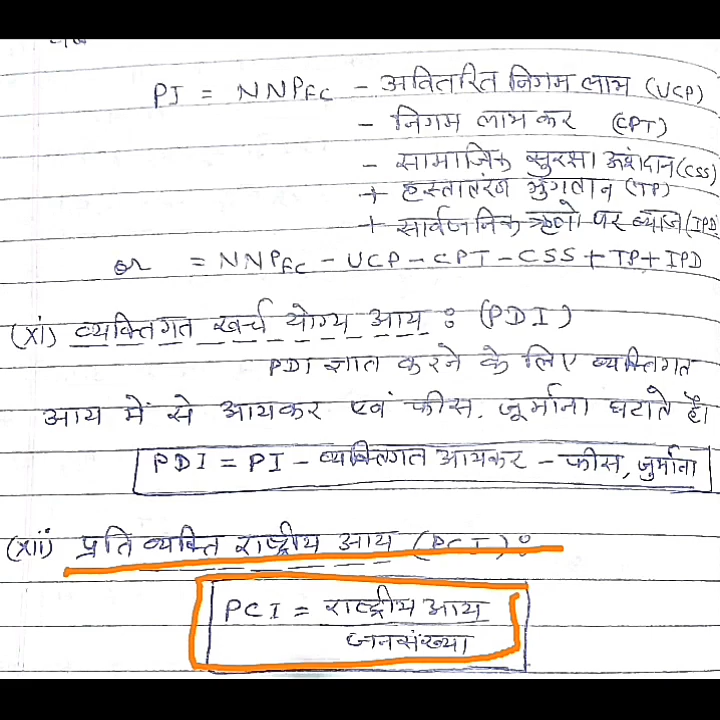 PI = NNPFC - अवितरित निगम लाभ (UCP)
- निगम लाभ कर (CPT)
- सामाजिक सुरक्षा अंशदान (CSS)
+ हस्तातंरण भुगतान (TP)
+ सार्वजनिक ऋणो पर ब्याज (IPD)
or = NNPFC - UCP - CPT - CSS + TP + IPD
(xi) व्यक्तिगत खर्च योग्य आय : (PDI)
PDI ज्ञात करने के लिए व्यक्तिगत
आय में से आयकर एवं फीस, जूर्माना घटाते है।
PDI = PI - व्यक्तिगत आयकर - फीस, जुर्माना
(xii) प्रति व्यक्ति राष्ट्रीय आय (PCI) :
PCI = राष्ट्रीय आय
जनसंख्या